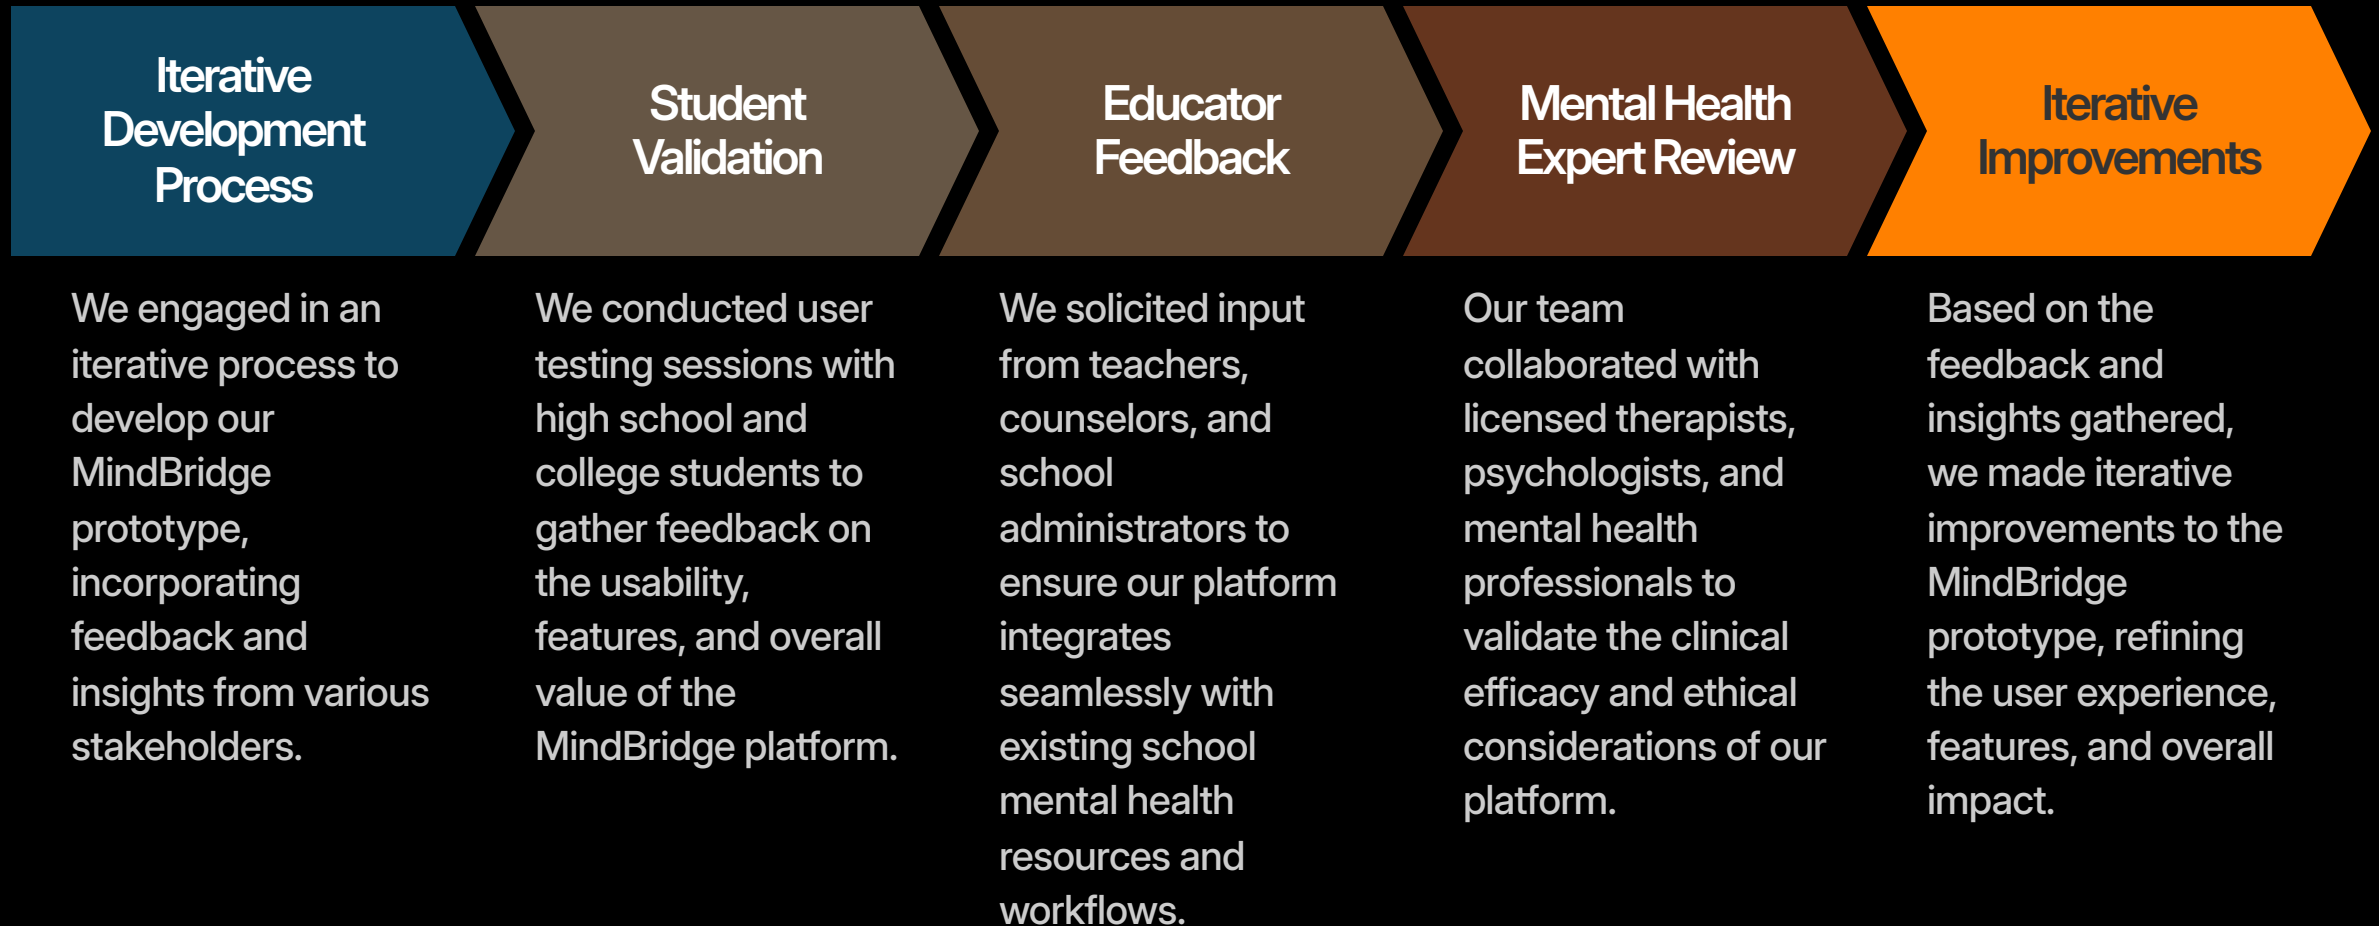 Iterative
Development
Process
Student
Validation
Educator
Feedback
Mental Health
Expert Review
Iterative
Improvements
We engaged in an
iterative process to
develop our
MindBridge
prototype,
incorporating
feedback and
insights from various
stakeholders.
We conducted user
testing sessions with
high school and
college students to
gather feedback on
the usability,
features, and overall
value of the
MindBridge platform.
We solicited input
from teachers,
counselors, and
school
administrators to
ensure our platform
integrates
seamlessly with
existing school
mental health
resources and
workflows.
Our team
collaborated with
licensed therapists,
psychologists, and
mental health
professionals to
validate the clinical
efficacy and ethical
considerations of our
platform.
Based on the
feedback and
insights gathered,
we made iterative
improvements to the
MindBridge
prototype, refining
the user experience,
features, and overall
impact.